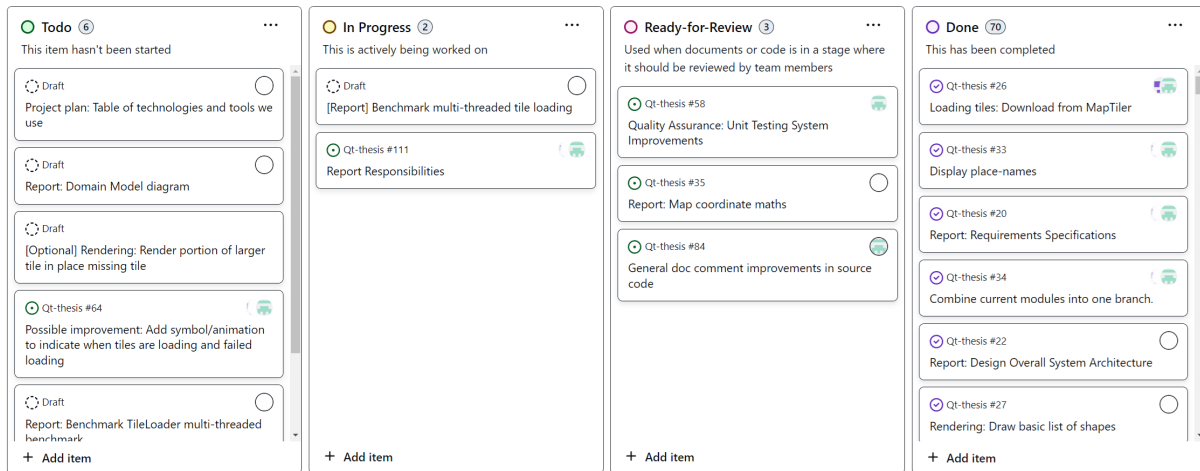 Todo 6
This item hasn't been started
Draft
Project plan: Table of technologies and tools we
use
Draft
Report: Domain Model diagram
Draft
[Optional] Rendering: Render portion of larger
tile in place missing tile
Qt-thesis #64
Possible improvement: Add symbol/animation
to indicate when tiles are loading and failed
loading
Draft
Report: Benchmark TileLoader multi-threaded
benchmark
+ Add item
In Progress 2
This is actively being worked on
Draft
[Report] Benchmark multi-threaded tile loading
Qt-thesis #111
Report Responsibilities
+ Add item
Ready-for-Review 3
Used when documents or code is in a stage where
it should be reviewed by team members
Qt-thesis #58
Quality Assurance: Unit Testing System
Improvements
Qt-thesis #35
Report: Map coordinate maths
Qt-thesis #84
General doc comment improvements in source
code
+ Add item
Done 70
This has been completed
Qt-thesis #26
Loading tiles: Download from MapTiler
Qt-thesis #33
Display place-names
Qt-thesis #20
Report: Requirements Specifications
Qt-thesis #34
Combine current modules into one branch.
Qt-thesis #22
Report: Design Overall System Architecture
Qt-thesis #27
Rendering: Draw basic list of shapes
+ Add item